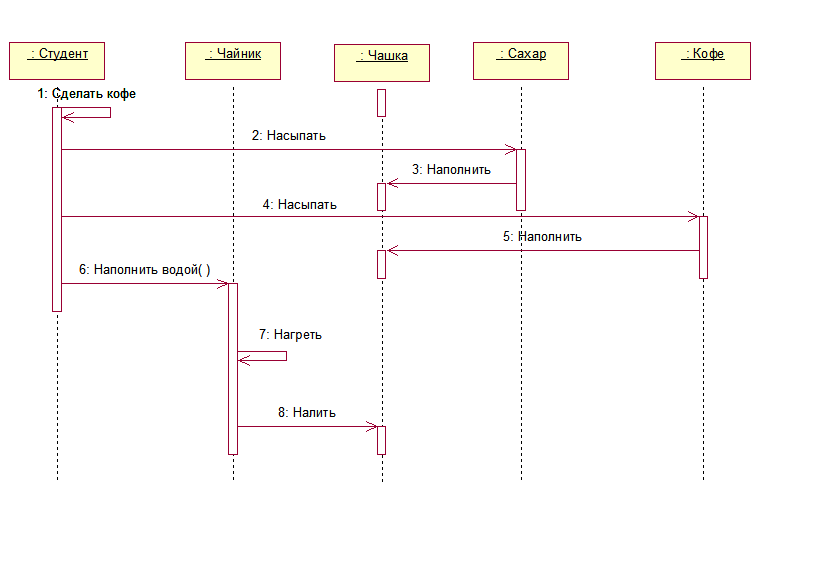 : Студент
: Чайник
: Чашка
: Сахар
: Кофе
1: Сделать кофе
2: Насыпать
3: Наполнить
4: Насыпать
5: Наполнить
6: Наполнить водой( )
7: Нагреть
8: Налить